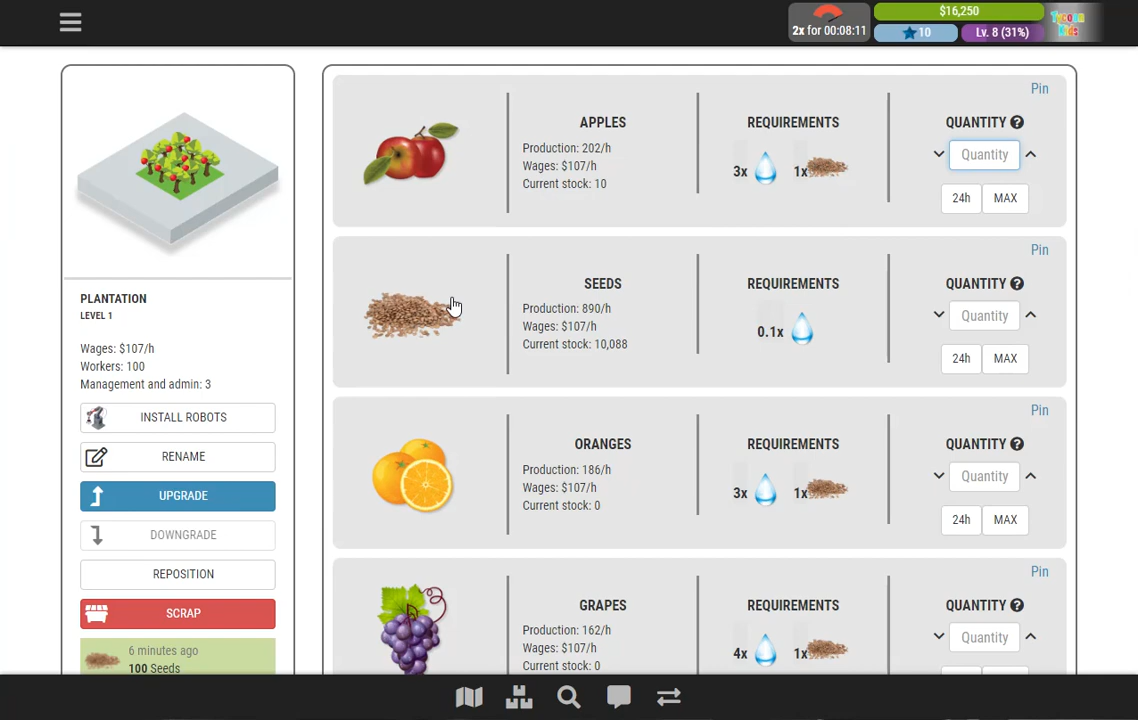 2x for 00:08:11
$16,250
10
Lv. 8 (31%)
Tycoon
Kids
PLANTATION
LEVEL 1
Wages: $107/h
Workers: 100
Management and admin: 3
INSTALL ROBOTS
RENAME
UPGRADE
DOWNGRADE
REPOSITION
SCRAP
6 minutes ago
100 Seeds
Pin
APPLES
Production: 202/h
Wages: $107/h
Current stock: 10
REQUIREMENTS
3x 1x
QUANTITY ?
Quantity
24h MAX
Pin
SEEDS
Production: 890/h
Wages: $107/h
Current stock: 10,088
REQUIREMENTS
0.1x
QUANTITY ?
Quantity
24h MAX
Pin
ORANGES
Production: 186/h
Wages: $107/h
Current stock: 0
REQUIREMENTS
3x 1x
QUANTITY ?
Quantity
24h MAX
Pin
GRAPES
Production: 162/h
Wages: $107/h
Current stock: 0
REQUIREMENTS
4x 1x
QUANTITY ?
Quantity